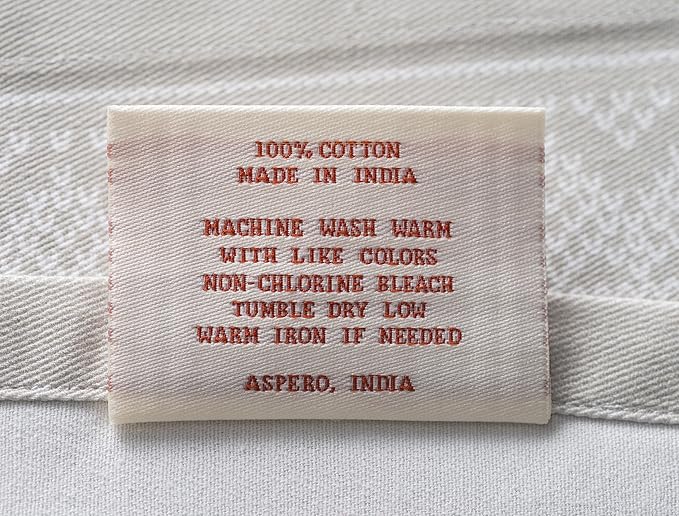 100% COTTON
MADE IN INDIA
MACHINE WASH WARM
WITH LIKE COLORS
NON-CHLORINE BLEACH
TUMBLE DRY LOW
WARM IRON IF NEEDED
ASPERO, INDIA